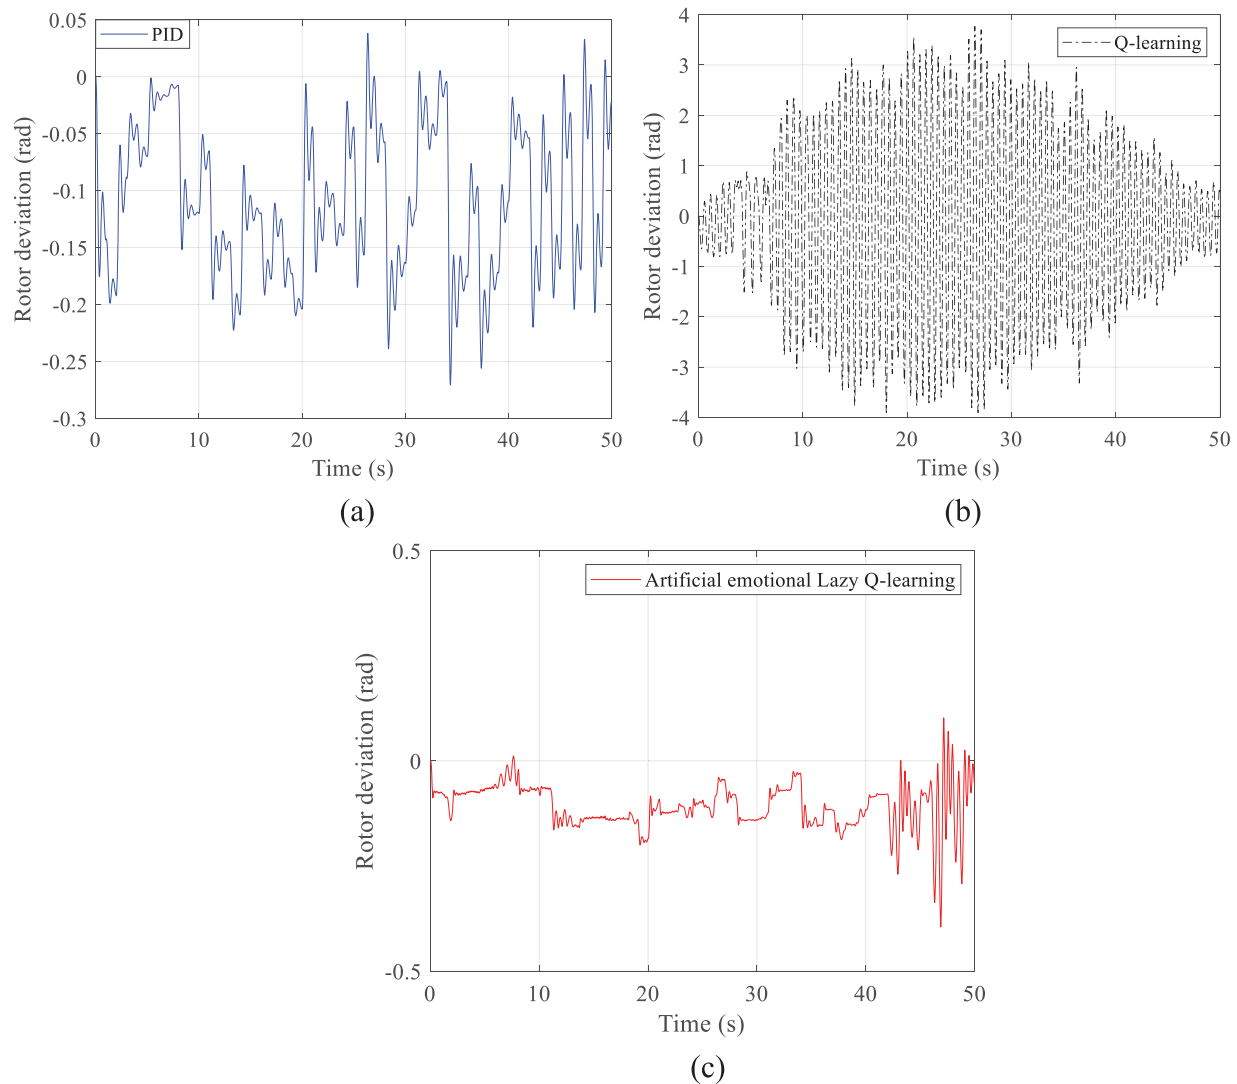 PID
0.05
0
-0.05
-0.1
-0.15
-0.2
-0.25
-0.3
Rotor deviation (rad)
0 10 20 30 40 50
Time (s)
(a)
Q-learning
4
3
2
1
0
-1
-2
-3
-4
Rotor deviation (rad)
0 10 20 30 40 50
Time (s)
(b)
Artificial emotional Lazy Q-learning
0.5
0
-0.5
Rotor deviation (rad)
0 10 20 30 40 50
Time (s)
(c)